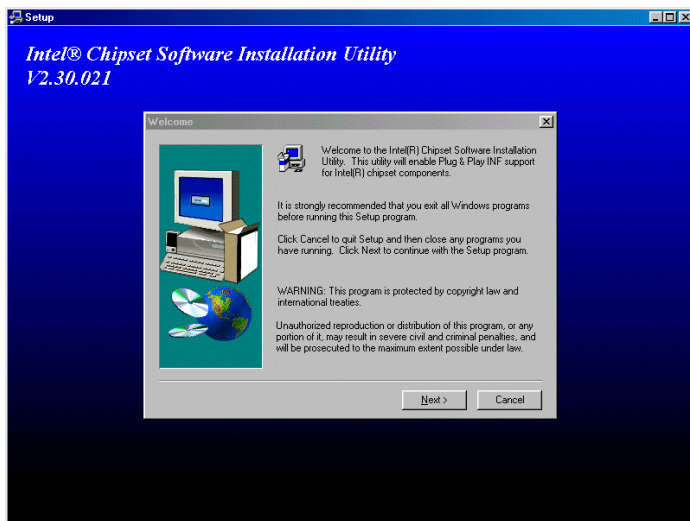 Setup
Intel® Chipset Software Installation Utility
V2.30.021
Welcome
Welcome to the Intel(R) Chipset Software Installation
Utility. This utility will enable Plug & Play INF support
for Intel(R) chipset components.
It is strongly recommended that you exit all Windows programs
before running this Setup program.
Click Cancel to quit Setup and then close any programs you
have running. Click Next to continue with the Setup program.
WARNING: This program is protected by copyright law and
international treaties.
Unauthorized reproduction or distribution of this program, or any
portion of it, may result in severe civil and criminal penalties, and
will be prosecuted to the maximum extent possible under law.
Next >
Cancel